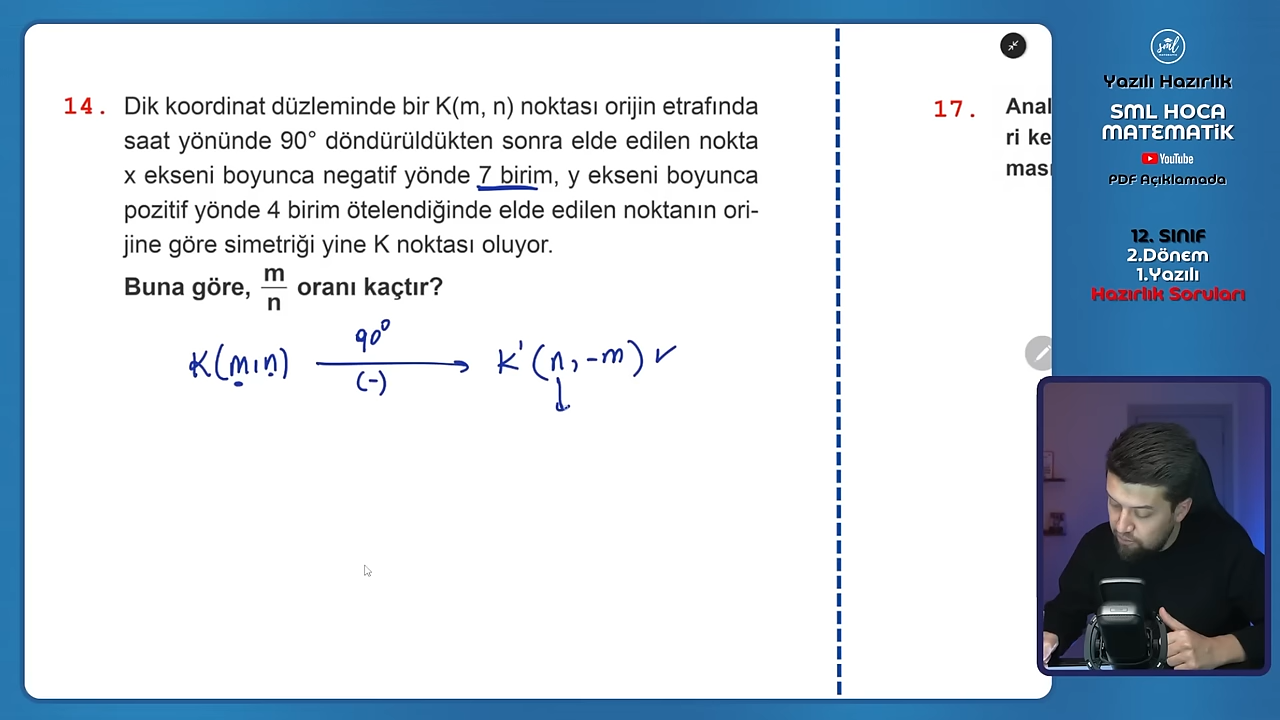 14. Dik koordinat düzleminde bir K(m, n) noktası orijin etrafında
saat yönünde 90° döndürüldükten sonra elde edilen nokta
x ekseni boyunca negatif yönde 7 birim, y ekseni boyunca
pozitif yönde 4 birim ötelendiğinde elde edilen noktanın ori-
jine göre simetriği yine K noktası oluyor.
Buna göre, m/n oranı kaçtır?
K(m,n) 90° (-) K'(n, -m) ✓
17. Anal
ri ke
ması
sml
Yazılı Hazırlık
SML HOCA
MATEMATİK
YouTube
PDF Açıklamada
12. SINIF
2.Dönem
1.Yazılı
Hazırlık Soruları